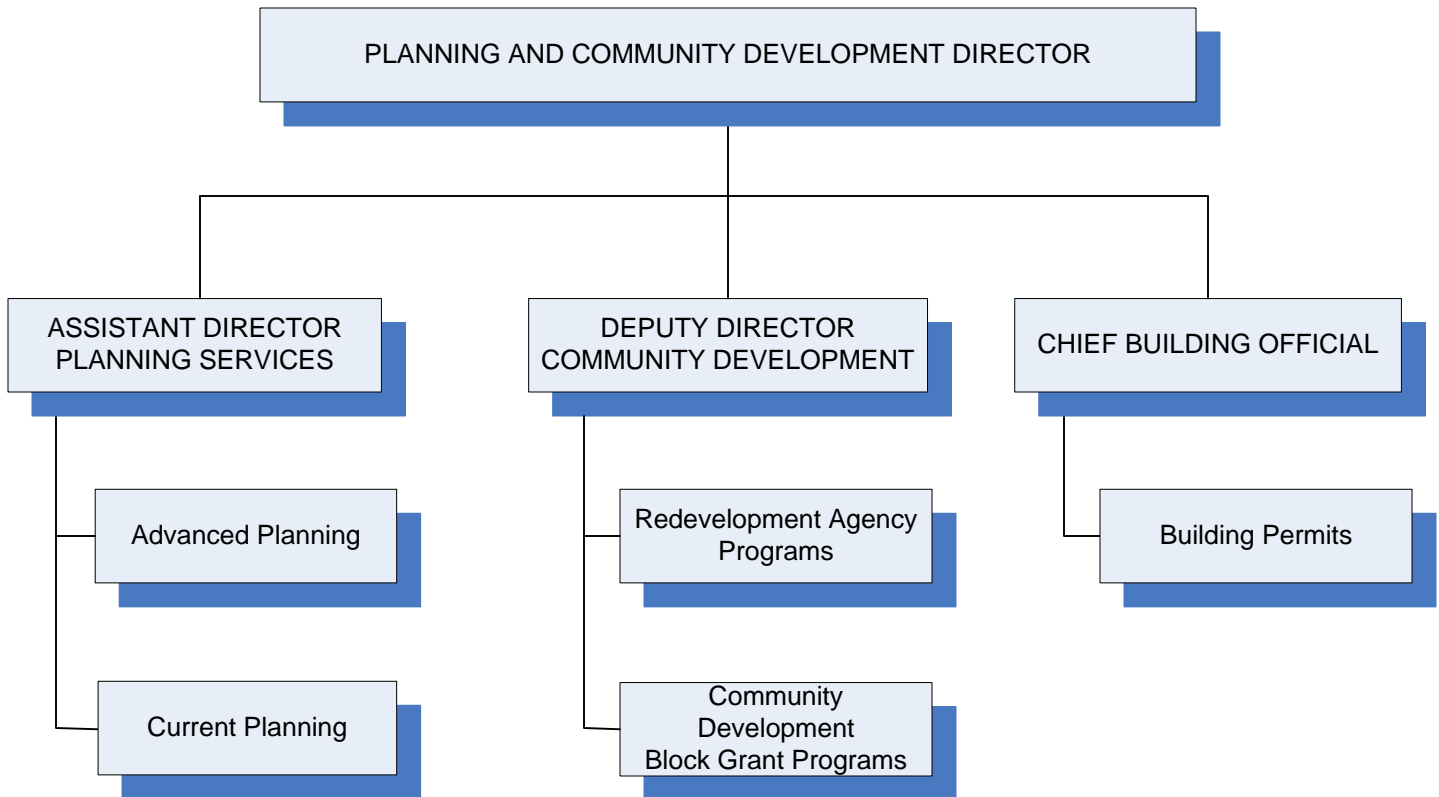 PLANNING AND COMMUNITY DEVELOPMENT DIRECTOR
ASSISTANT DIRECTOR
PLANNING SERVICES
DEPUTY DIRECTOR
COMMUNITY DEVELOPMENT
CHIEF BUILDING OFFICIAL
Advanced Planning
Redevelopment Agency
Programs
Building Permits
Current Planning
Community
Development
Block Grant Programs